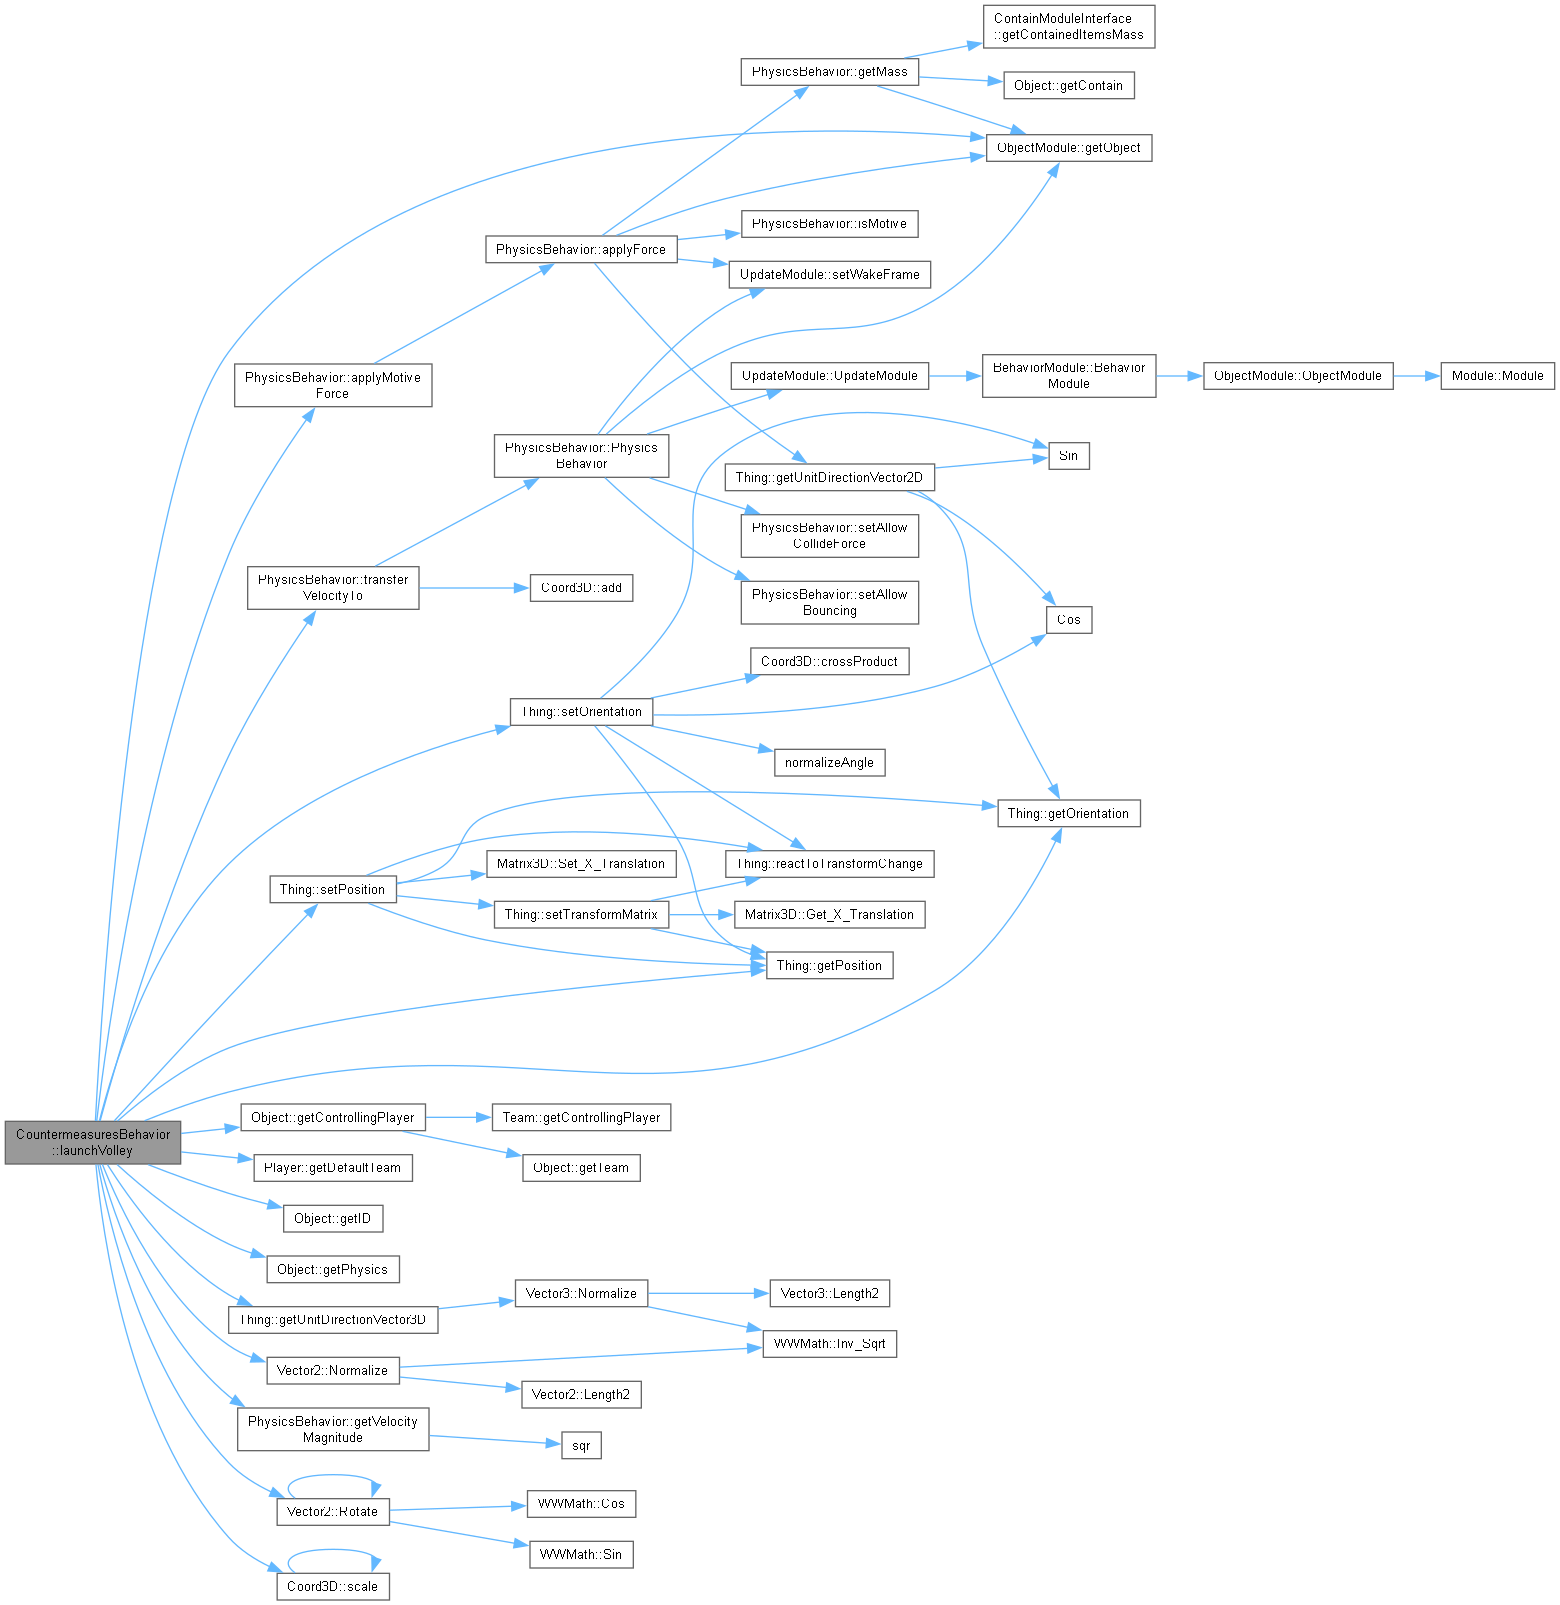 ContainModuleInterface
::getContainedItemsMass
PhysicsBehavior::getMass
Object::getContain
ObjectModule::getObject
PhysicsBehavior::isMotive
PhysicsBehavior::applyForce
UpdateModule::setWakeFrame
PhysicsBehavior::applyMotive
Force
UpdateModule::UpdateModule
BehaviorModule::Behavior
Module
ObjectModule::ObjectModule
Module::Module
PhysicsBehavior::Physics
Behavior
Sin
Thing::getUnitDirectionVector2D
PhysicsBehavior::setAllow
CollideForce
PhysicsBehavior::transfer
VelocityTo
Coord3D::add
PhysicsBehavior::setAllow
Bouncing
Cos
Coord3D::crossProduct
Thing::setOrientation
normalizeAngle
Thing::getOrientation
Matrix3D::Set_X_Translation
Thing::reactToTransformChange
Thing::setPosition
Thing::setTransformMatrix
Matrix3D::Get_X_Translation
Thing::getPosition
CountermeasuresBehavior
::launchVolley
Object::getControllingPlayer
Team::getControllingPlayer
Player::getDefaultTeam
Object::getTeam
Object::getID
Object::getPhysics
Thing::getUnitDirectionVector3D
Vector3::Normalize
Vector3::Length2
WWMath::Inv_Sqrt
Vector2::Normalize
Vector2::Length2
PhysicsBehavior::getVelocity
Magnitude
sqr
Vector2::Rotate
WWMath::Cos
WWMath::Sin
Coord3D::scale